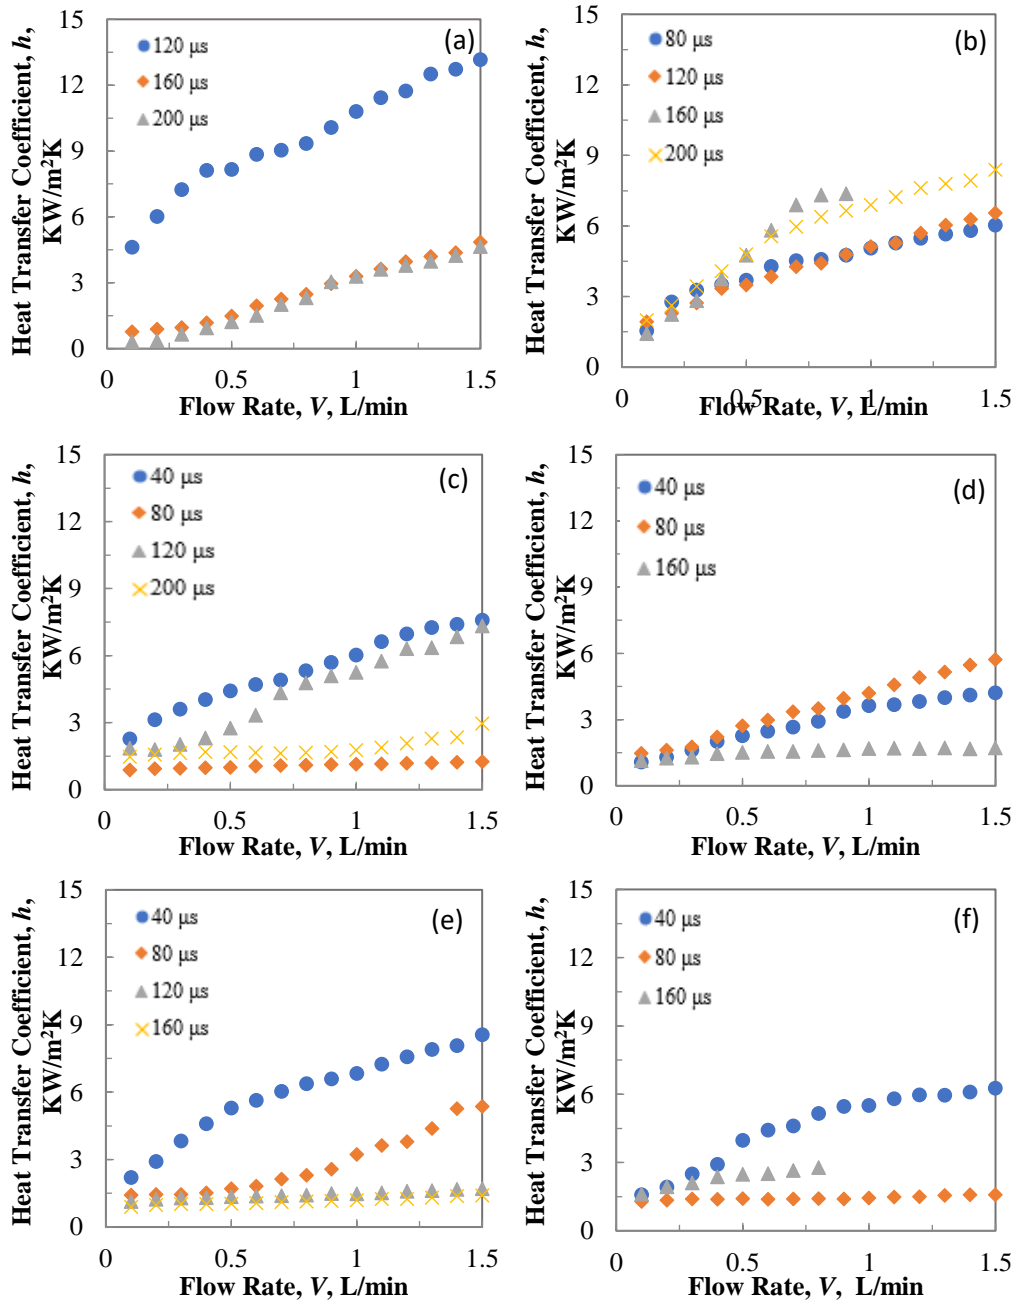 Heat Transfer Coefficient, h,
KW/m²K
15
12
9
6
3
0
120 µs
160 µs
200 µs
(a)
0
0.5
1
1.5
Flow Rate, V, L/min
Heat Transfer Coefficient, h,
KW/m²K
15
12
9
6
3
0
80 µs
120 µs
160 µs
200 µs
(b)
0
0.5
1
1.5
Flow Rate, V, L/min
Heat Transfer Coefficient, h,
KW/m²K
15
12
9
6
3
0
40 µs
80 µs
120 µs
200 µs
(c)
0
0.5
1
1.5
Flow Rate, V, L/min
Heat Transfer Coefficient, h,
KW/m²K
15
12
9
6
3
0
40 µs
80 µs
160 µs
(d)
0
0.5
1
1.5
Flow Rate, V, L/min
Heat Transfer Coefficient, h,
KW/m²K
15
12
9
6
3
0
40 µs
80 µs
120 µs
160 µs
(e)
0
0.5
1
1.5
Flow Rate, V, L/min
Heat Transfer Coefficient, h,
KW/m²K
15
12
9
6
3
0
40 µs
80 µs
160 µs
(f)
0
0.5
1
1.5
Flow Rate, V, L/min